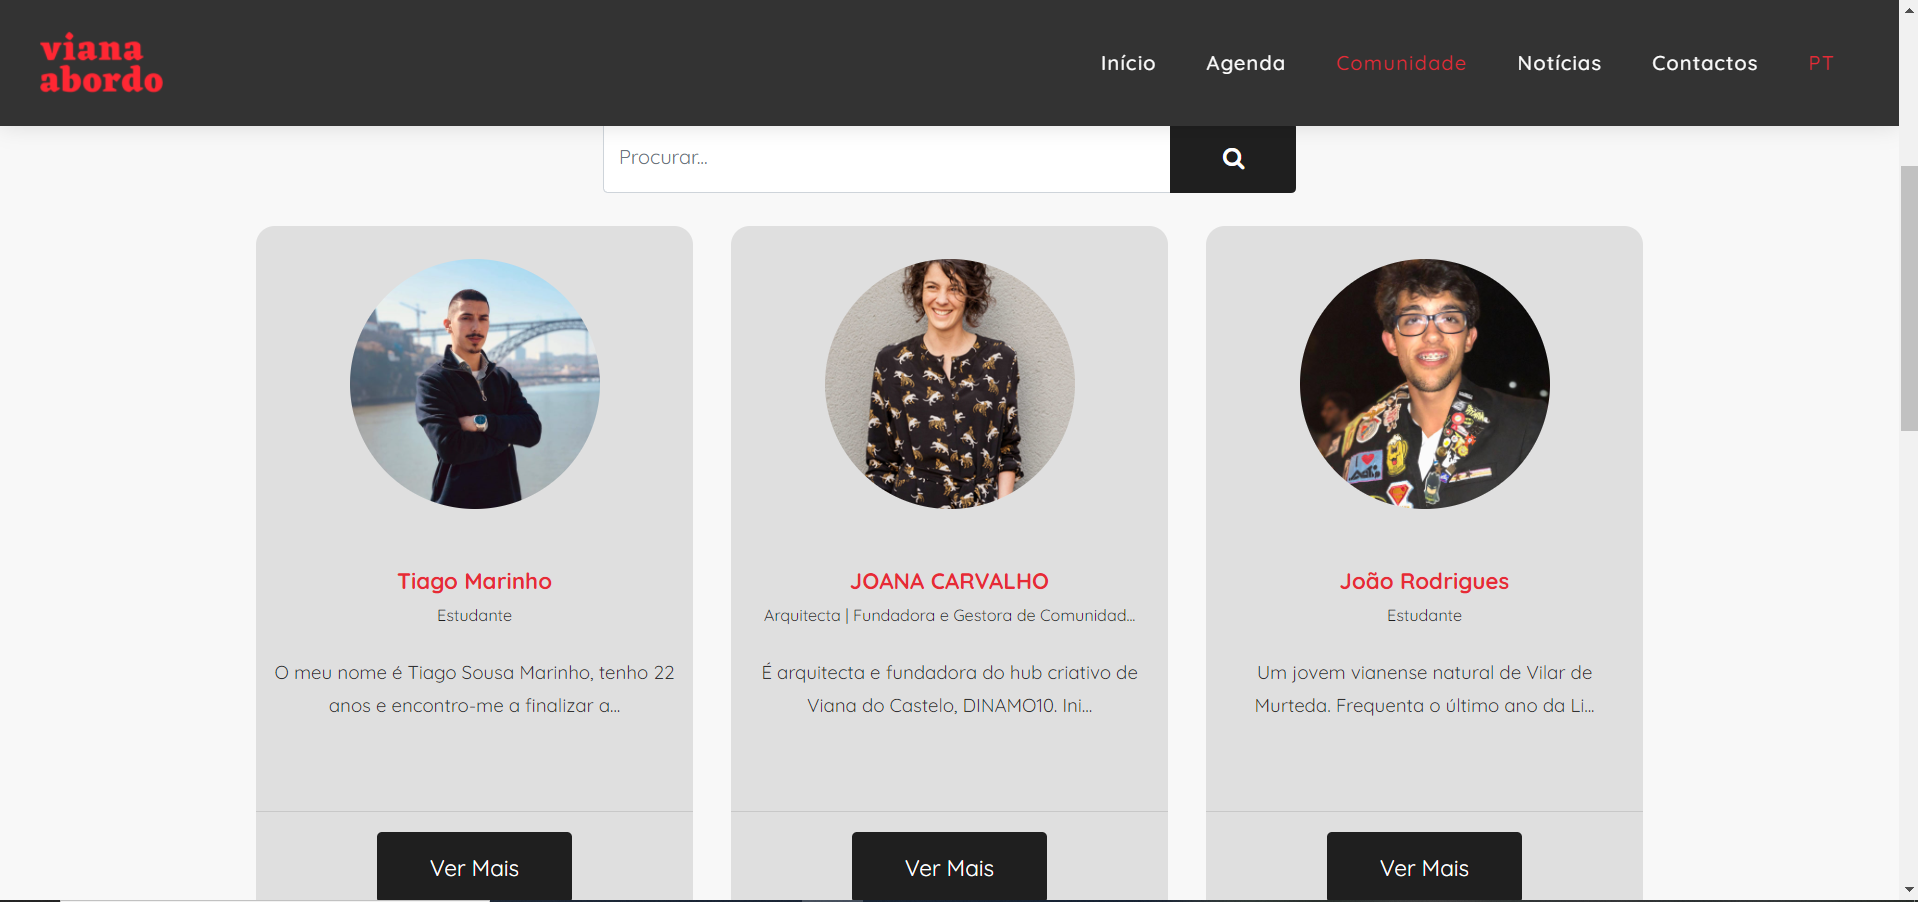 viana
abordo
Início
Agenda
Comunidade
Notícias
Contactos
PT
Procurar...
Tiago Marinho
Estudante
O meu nome é Tiago Sousa Marinho, tenho 22
anos e encontro-me a finalizar a...
Ver Mais
JOANA CARVALHO
Arquitecta | Fundadora e Gestora de Comunidad...
É arquitecta e fundadora do hub criativo de
Viana do Castelo, DINAMO10. Ini...
Ver Mais
João Rodrigues
Estudante
Um jovem vianense natural de Vilar de
Murteda. Frequenta o último ano da Li...
Ver Mais